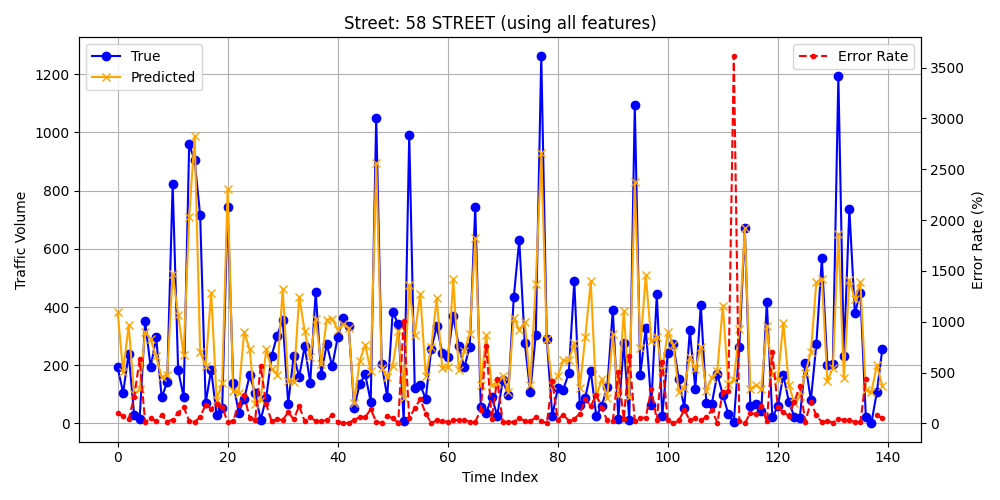 Street: 58 STREET (using all features)
True
Predicted
Error Rate
Traffic Volume
Error Rate (%)
1200
1000
800
600
400
200
0
3500
3000
2500
2000
1500
1000
500
0
0 20 40 60 80 100 120 140
Time Index